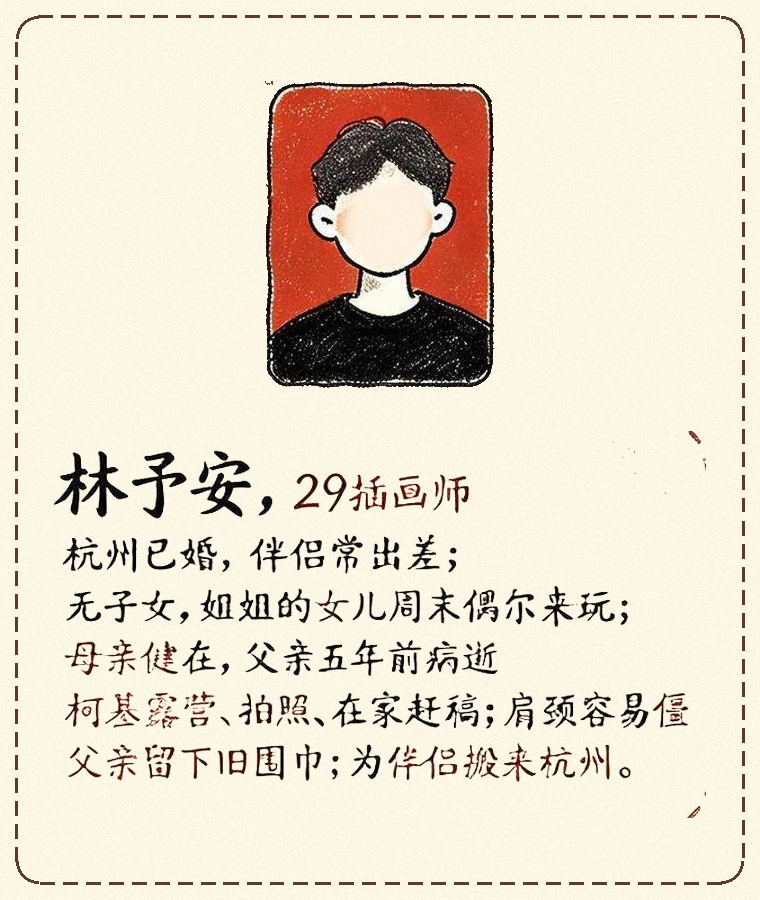 林予安，29插画师
杭州已婚，伴侣常出差；
无子女，姐姐的女儿周末偶尔来玩；
母亲健在，父亲五年前病逝
柯基露营、拍照、在家赶稿；肩颈容易僵
父亲留下旧围巾；为伴侣搬来杭州。